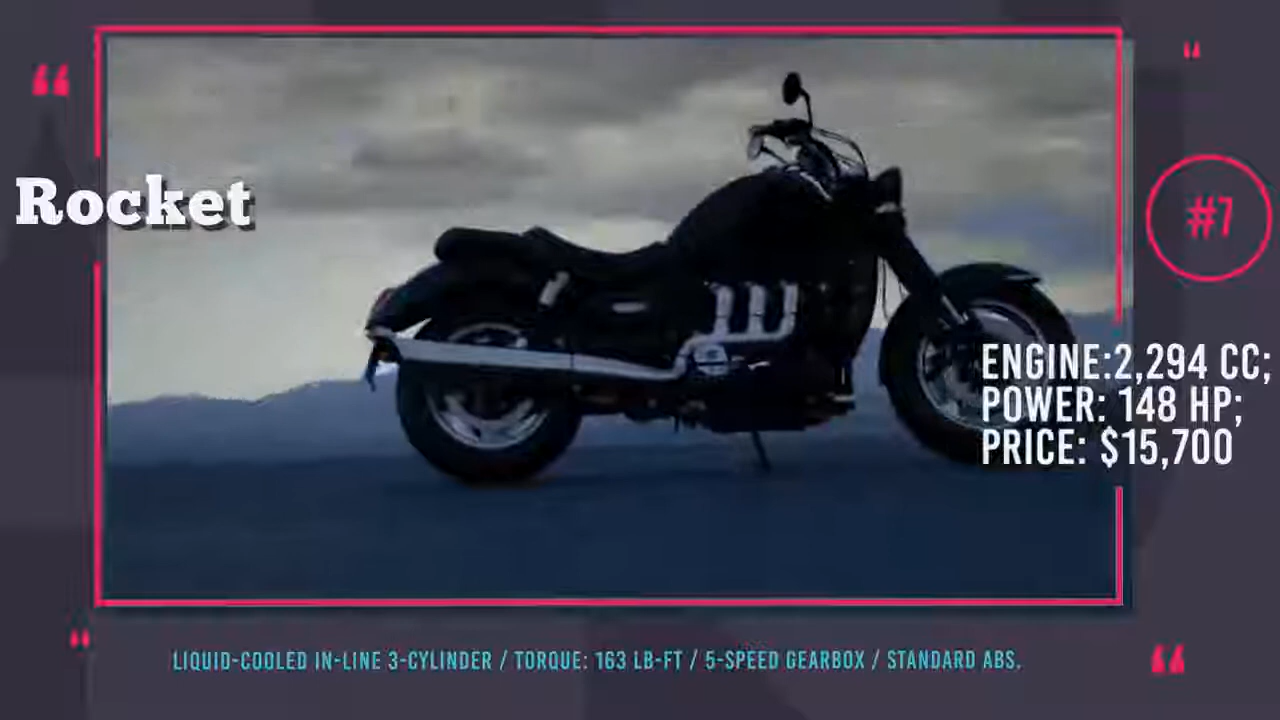 Rocket
#7
ENGINE:2,294 CC;
POWER: 148 HP;
PRICE: $15,700
LIQUID-COOLED IN-LINE 3-CYLINDER / TORQUE: 163 LB-FT / 5-SPEED GEARBOX / STANDARD ABS.